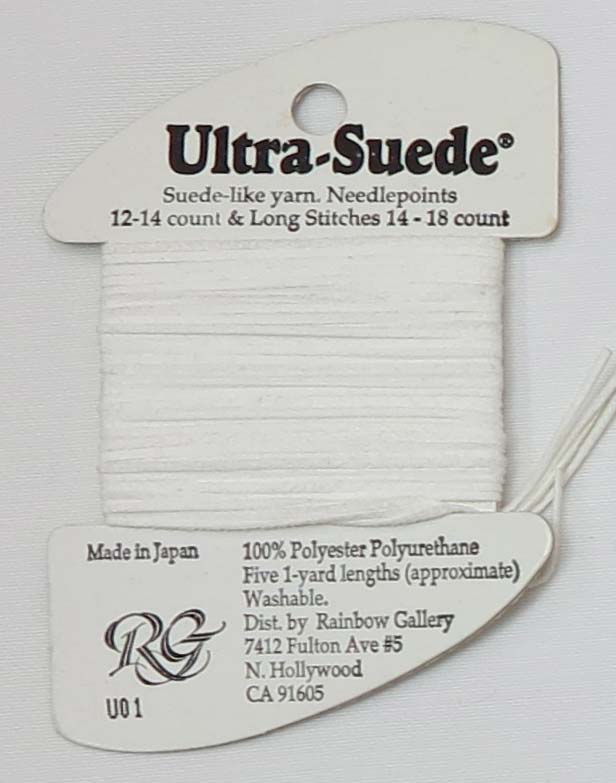 Ultra-Suede®
Suede-like yarn. Needlepoints
12-14 count & Long Stitches 14 - 18 count
Made in Japan
100% Polyester Polyurethane
Five 1-yard lengths (approximate)
Washable.
Dist. by Rainbow Gallery
7412 Fulton Ave #5
N. Hollywood
CA 91605
RG
U01